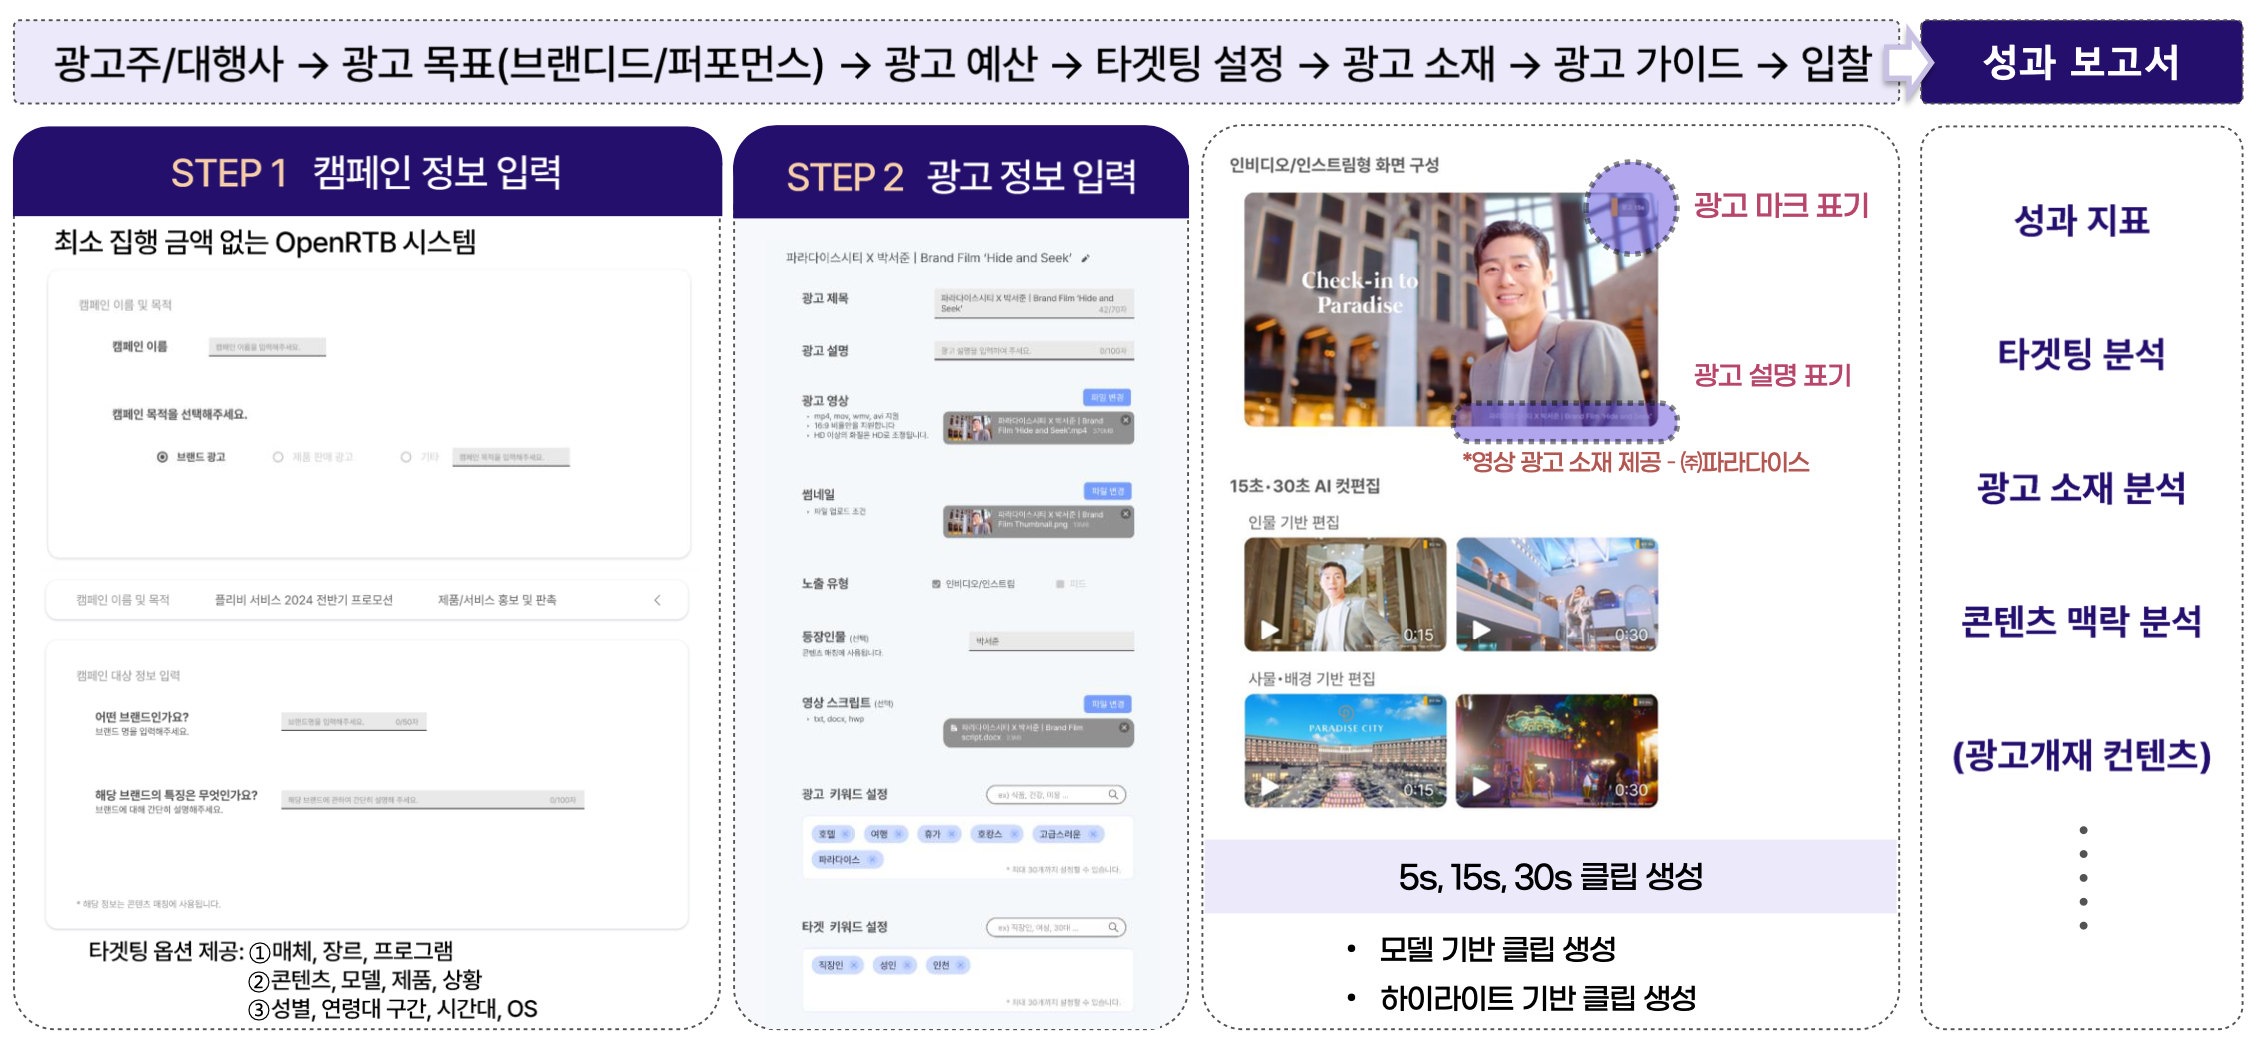 광고주/대행사 → 광고 목표(브랜디드/퍼포먼스) → 광고 예산 → 타겟팅 설정 → 광고 소재 → 광고 가이드 → 입찰
성과 보고서
STEP 1 캠페인 정보 입력
최소 집행 금액 없는 OpenRTB 시스템
캠페인 이름 및 목적
캠페인 이름
캠페인 이름을 입력해주세요.
캠페인 목적을 선택해주세요.
브랜드 광고
제품 판매 광고
기타
캠페인 목적을 입력해주세요.
캠페인 이름 및 목적
플리비 서비스 2024 전반기 프로모션
제품/서비스 홍보 및 판촉
캠페인 대상 정보 입력
어떤 브랜드인가요?
브랜드 명을 입력해주세요.
브랜드명을 입력해주세요. 0/50자
해당 브랜드의 특징은 무엇인가요?
브랜드에 대해 간단히 설명해주세요.
해당 브랜드에 관하여 간단히 설명해 주세요. 0/100자
* 해당 정보는 콘텐츠 매칭에 사용됩니다.
타겟팅 옵션 제공: ①매체, 장르, 프로그램
②콘텐츠, 모델, 제품, 상황
③성별, 연령대 구간, 시간대, OS
STEP 2 광고 정보 입력
파라다이스시티 X 박서준 | Brand Film 'Hide and Seek'
광고 제목
파라다이스시티 X 박서준 | Brand Film 'Hide and
Seek' 42/70자
광고 설명
광고 설명을 입력하여 주세요. 0/100자
광고 영상
• mp4, mov, wmv, avi 지원
• 16:9 비율만을 지원합니다
• HD 이상의 화질은 HD로 조정됩니다.
파일 변경
파라다이스시티 X 박서준 | Brand
Film 'Hide and Seek'.mp4 570MB
썸네일
• 파일 업로드 조건
파일 변경
파라다이스시티 X 박서준 | Brand
Film Thumbnail.png
노출 유형
인비디오/인스트림
피드
등장인물 (선택)
콘텐츠 매칭에 사용됩니다.
박서준
영상 스크립트 (선택)
• txt, docx, hwp
파일 변경
파라다이스시티 X 박서준 | Brand Film
script.docx
광고 키워드 설정
ex) 식품, 건강, 미용 ...
호텔
여행
휴가
호캉스
고급스러운
파라다이스
* 최대 30개까지 설정할 수 있습니다.
타겟 키워드 설정
ex) 직장인, 여성, 30대 ...
직장인
성인
인천
* 최대 30개까지 설정할 수 있습니다.
인비디오/인스트림형 화면 구성
Check-in to
Paradise
광고 마크 표기
광고 설명 표기
파라다이스시티 X 박서준 | Brand Film 'Hide and Seek'
*영상 광고 소재 제공 - ㈜파라다이스
15초·30초 AI 컷편집
인물 기반 편집
0:15
0:30
사물·배경 기반 편집
PARADISE CITY
0:15
0:30
5s, 15s, 30s 클립 생성
• 모델 기반 클립 생성
• 하이라이트 기반 클립 생성
성과 지표
타겟팅 분석
광고 소재 분석
콘텐츠 맥락 분석
(광고개재 컨텐츠)